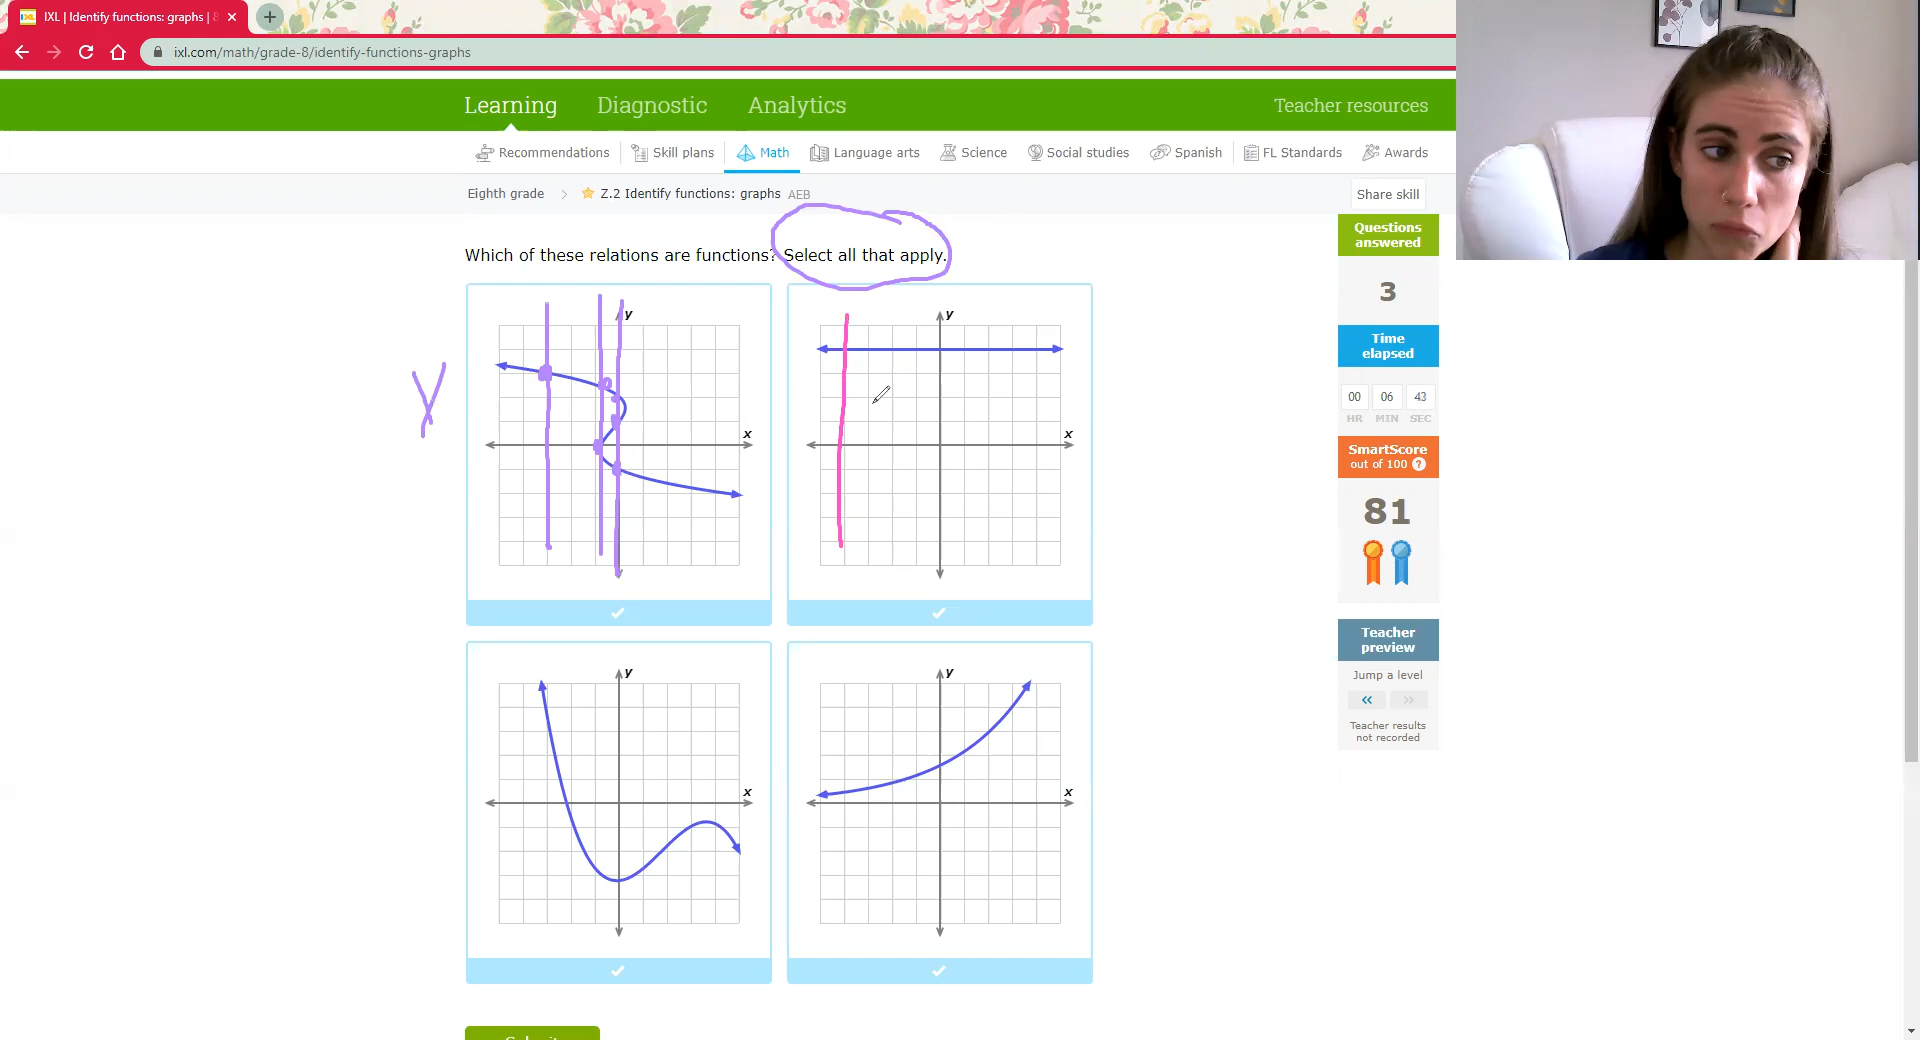 IXL | Identify functions: graphs | 8
ixl.com/math/grade-8/identify-functions-graphs
Learning Diagnostic Analytics Teacher resources
Recommendations Skill plans Math Language arts Science Social studies Spanish FL Standards Awards
Eighth grade > Z.2 Identify functions: graphs AEB Share skill
Which of these relations are functions? Select all that apply.
y
x
y
x
y
x
y
x
Questions answered
3
Time elapsed
00 06 43
HR MIN SEC
SmartScore
out of 100 ?
81
Teacher preview
Jump a level
Teacher results not recorded